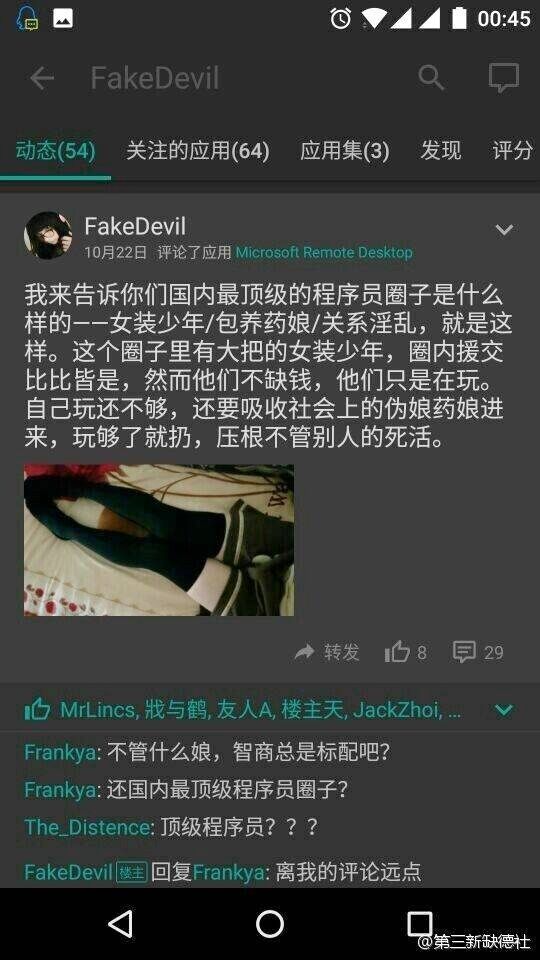 00:45
FakeDevil
动态(54) 关注的应用(64) 应用集(3) 发现 评分
FakeDevil
10月22日 评论了应用 Microsoft Remote Desktop
我来告诉你们国内最顶级的程序员圈子是什么
样的——女装少年/包养药娘/关系淫乱，就是这
样。这个圈子里有大把的女装少年，圈内援交
比比皆是，然而他们不缺钱，他们只是在玩。
自己玩还不够，还要吸收社会上的伪娘药娘进
来，玩够了就扔，压根不管别人的死活。
转发 8 29
MrLincs, 戕与鹤, 友人A, 楼主天, JackZhoi, ...
Frankya: 不管什么娘，智商总是标配吧？
Frankya: 还国内最顶级程序员圈子？
The_Distence: 顶级程序员？？？
FakeDevil 楼主 回复Frankya: 离我的评论远点
@第三新缺德社